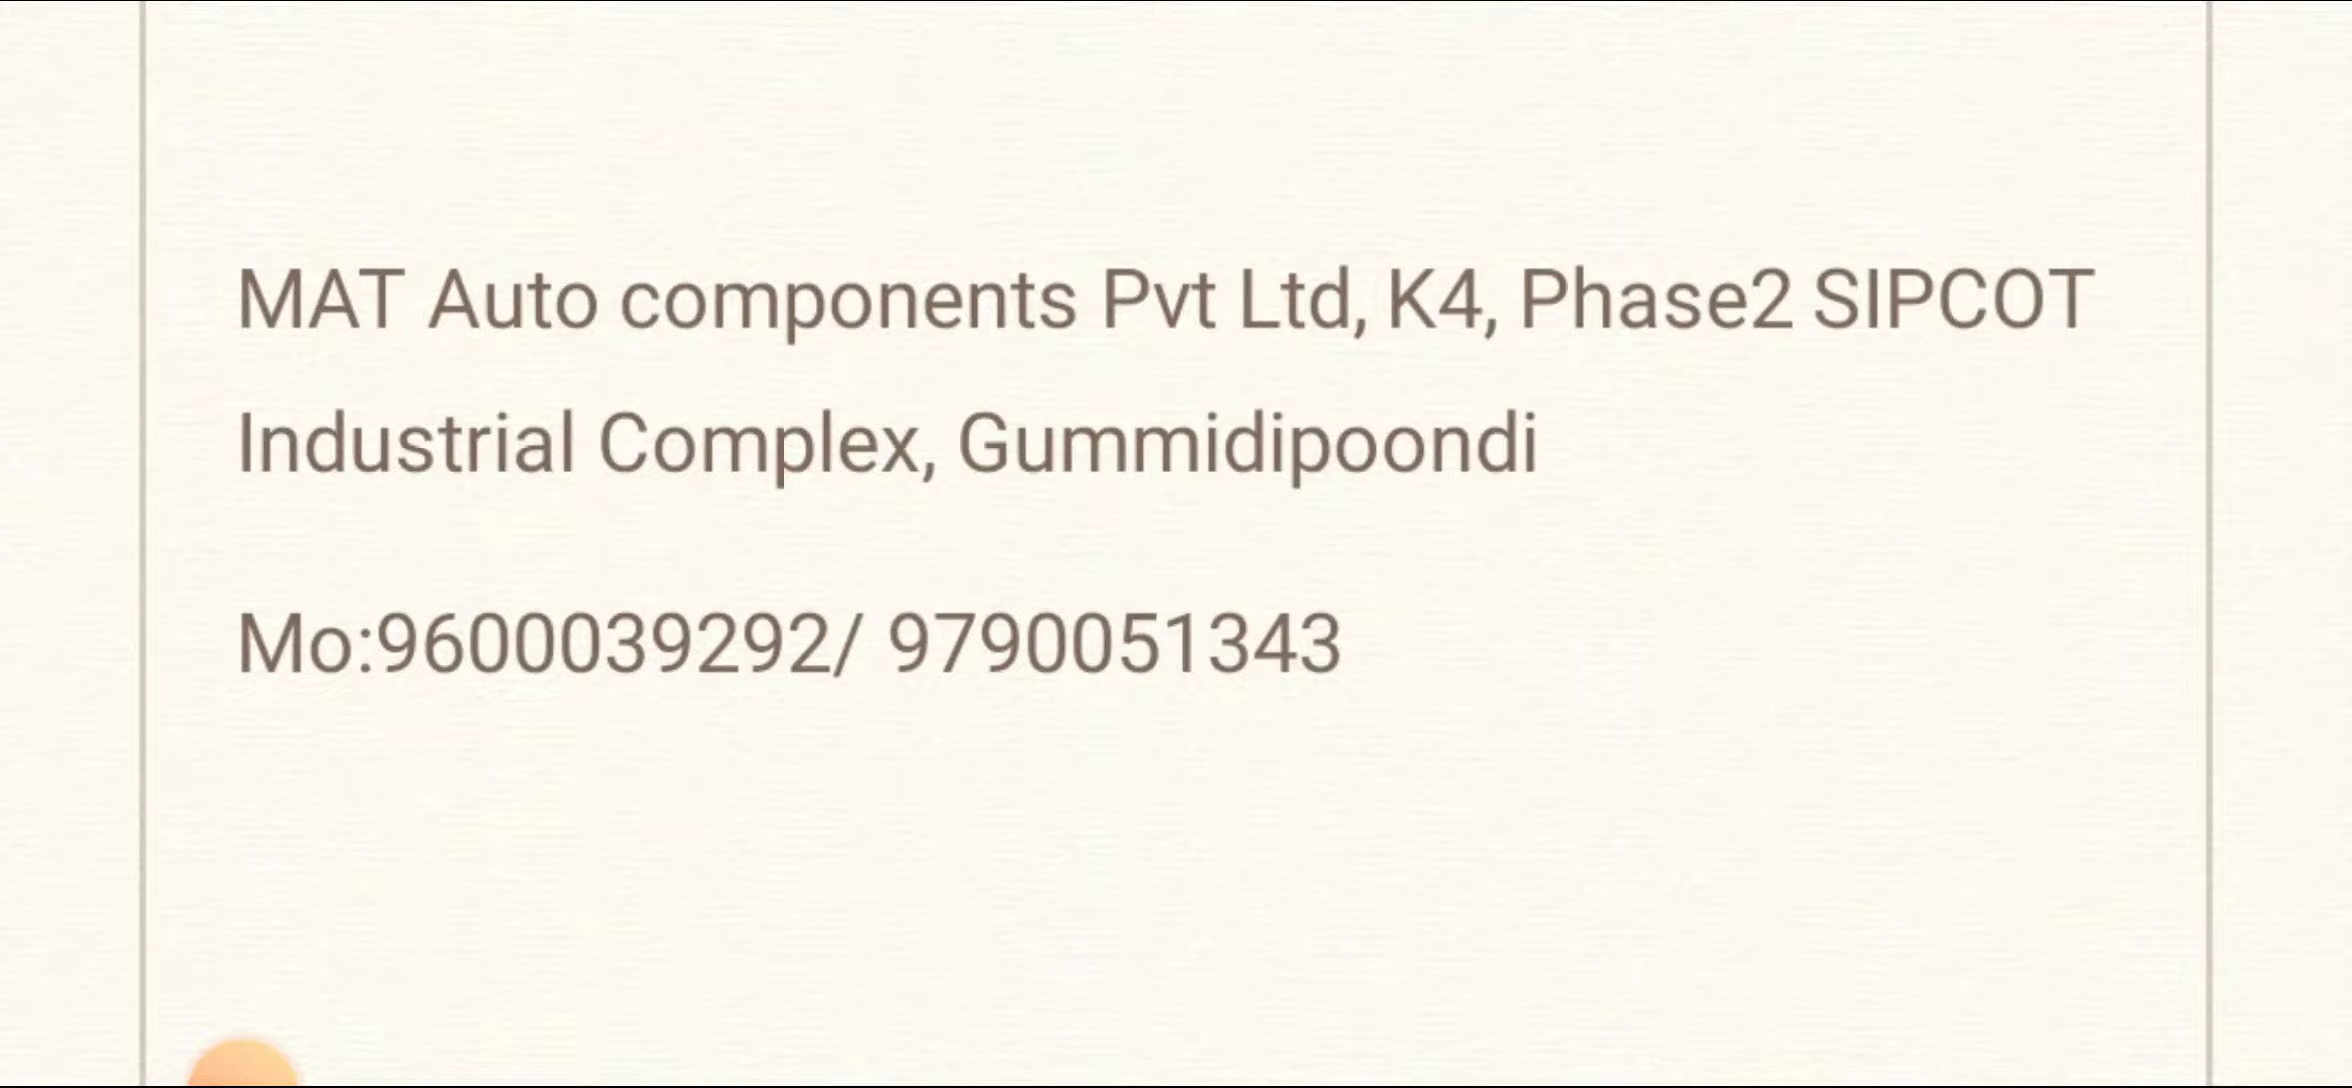 MAT Auto components Pvt Ltd, K4, Phase2 SIPCOT
Industrial Complex, Gummidipoondi
Mo:9600039292/ 9790051343